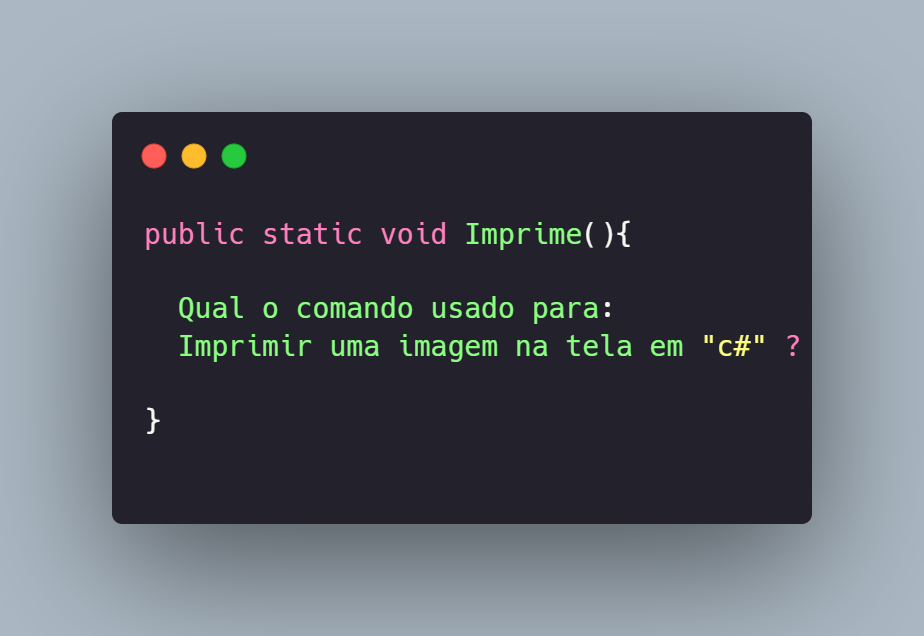 public static void Imprime(){
Qual o comando usado para:
Imprimir uma imagem na tela em "c#" ?
}